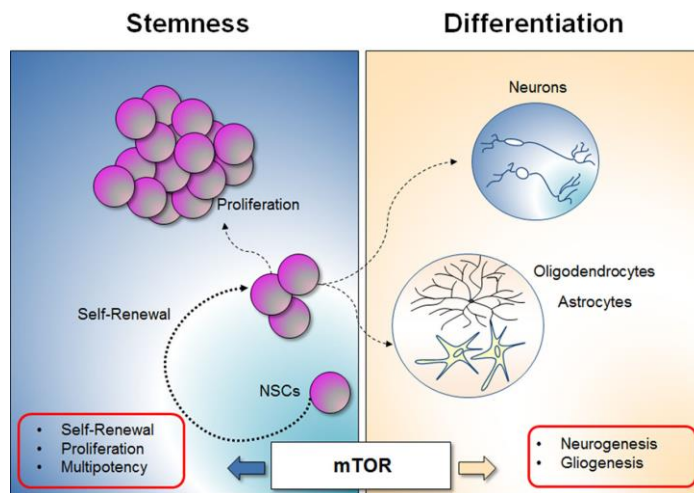 Stemness
Differentiation
Neurons
Proliferation
Oligodendrocytes
Astrocytes
Self-Renewal
NSCs
• Self-Renewal
• Proliferation
• Multipotency
mTOR
• Neurogenesis
• Gliogenesis